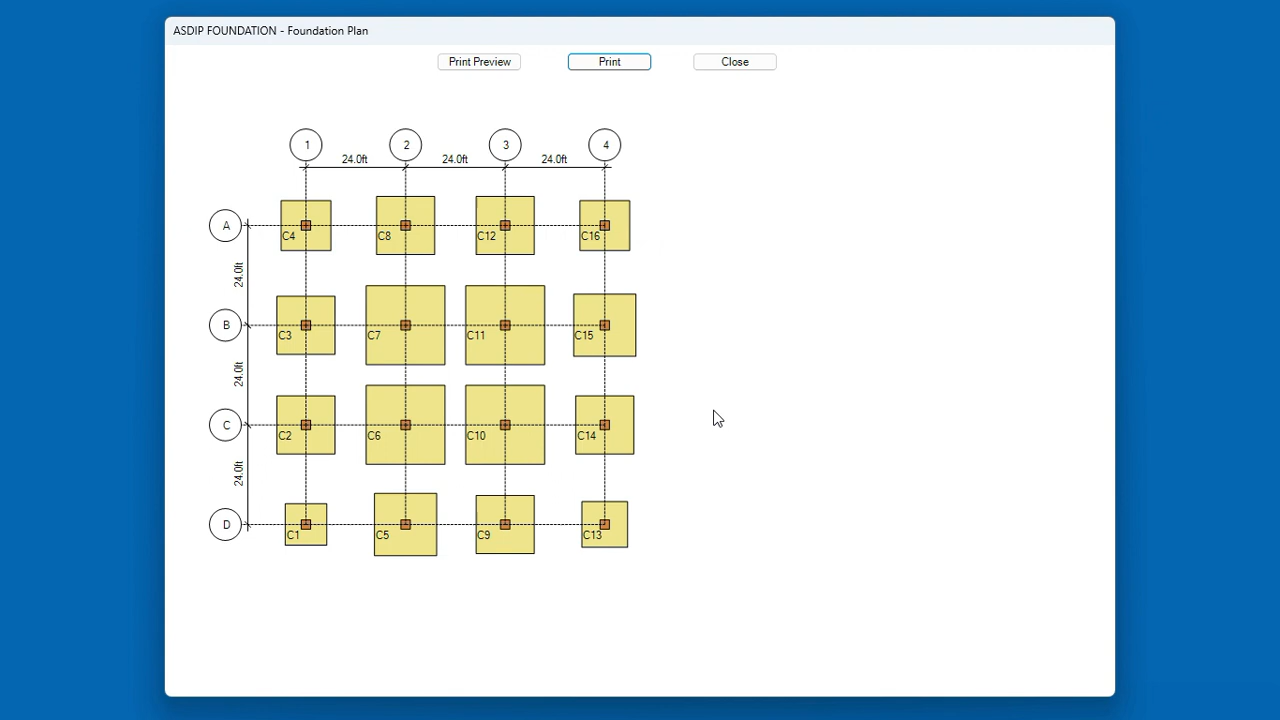 ASDIP FOUNDATION - Foundation Plan
Print Preview
Print
Close
1
2
3
4
24.0ft
24.0ft
24.0ft
A
C4
C8
C12
C16
24.0ft
B
C3
C7
C11
C15
24.0ft
C
C2
C6
C10
C14
24.0ft
D
C1
C5
C9
C13